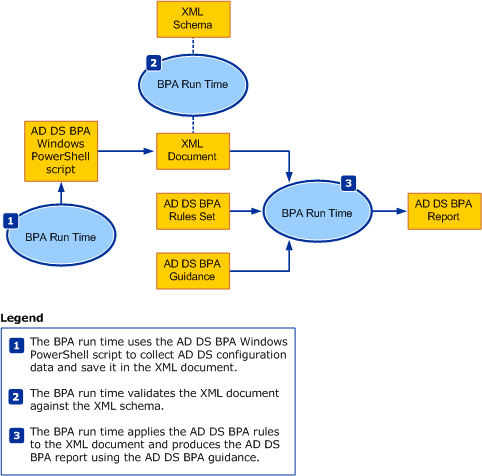 XML
Schema
2
BPA Run Time
AD DS BPA
Windows
PowerShell
script
XML
Document
3
AD DS BPA
Rules Set
BPA Run Time
AD DS BPA
Report
1
BPA Run Time
AD DS BPA
Guidance
Legend
1 The BPA run time uses the AD DS BPA Windows
PowerShell script to collect AD DS configuration
data and save it in the XML document.
2 The BPA run time validates the XML document
against the XML schema.
3 The BPA run time applies the AD DS BPA rules
to the XML document and produces the AD DS
BPA report using the AD DS BPA guidance.